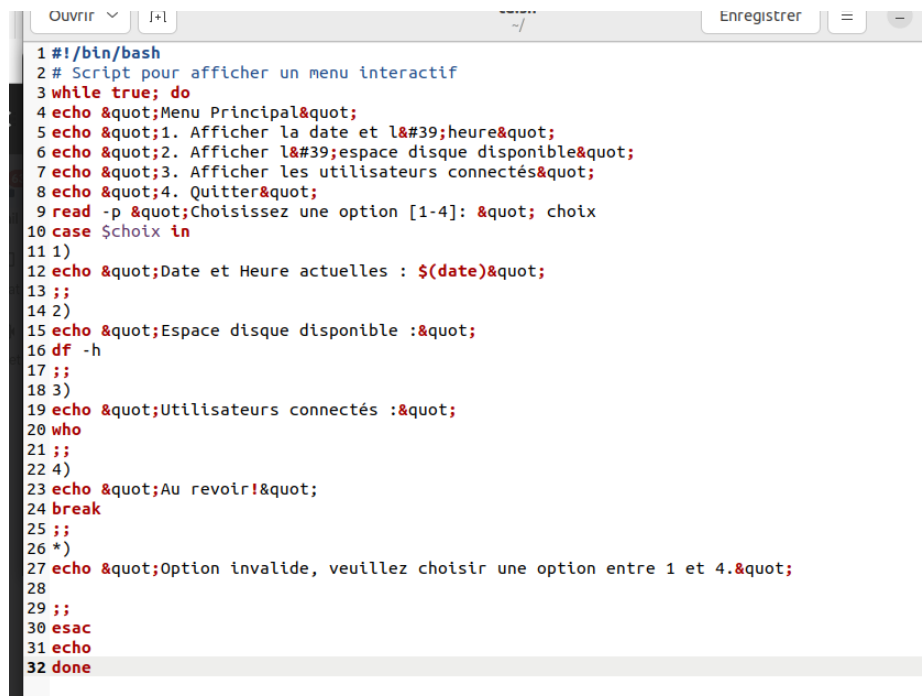 Ouvrir
~/
Enregistrer
1 #!/bin/bash
2 # Script pour afficher un menu interactif
3 while true; do
4 echo &quot;Menu Principal&quot;
5 echo &quot;1. Afficher la date et l&#39;heure&quot;
6 echo &quot;2. Afficher l&#39;espace disque disponible&quot;
7 echo &quot;3. Afficher les utilisateurs connectés&quot;
8 echo &quot;4. Quitter&quot;
9 read -p &quot;Choisissez une option [1-4]: &quot; choix
10 case $choix in
11 1)
12 echo &quot;Date et Heure actuelles : $(date)&quot;
13 ;;
14 2)
15 echo &quot;Espace disque disponible :&quot;
16 df -h
17 ;;
18 3)
19 echo &quot;Utilisateurs connectés :&quot;
20 who
21 ;;
22 4)
23 echo &quot;Au revoir!&quot;
24 break
25 ;;
26 *)
27 echo &quot;Option invalide, veuillez choisir une option entre 1 et 4.&quot;
28
29 ;;
30 esac
31 echo
32 done